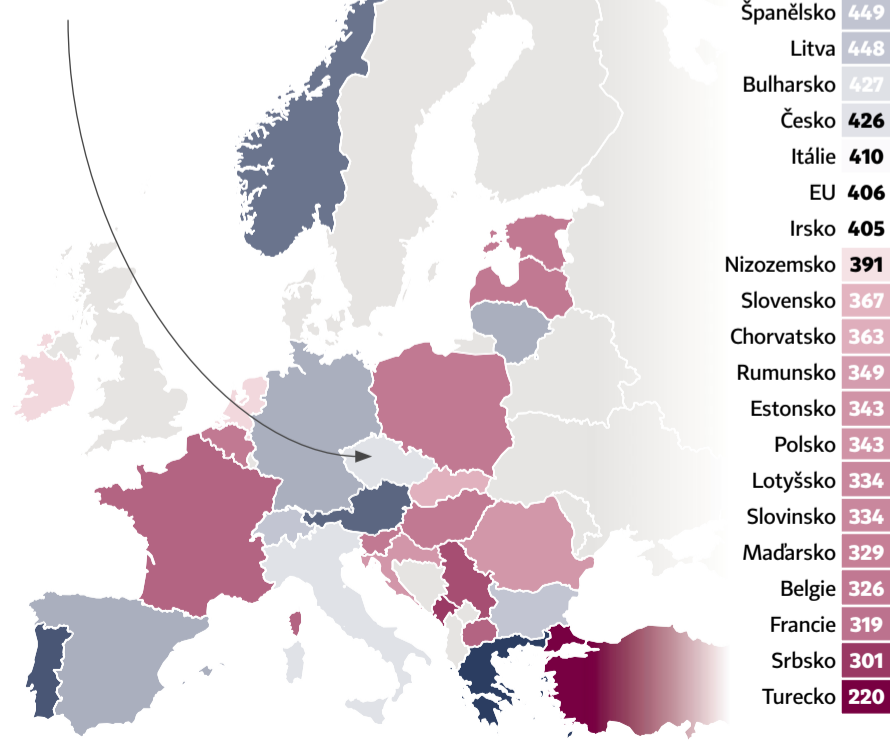 Španělsko 449
Litva 448
Bulharsko 427
Česko 426
Itálie 410
EU 406
Irsko 405
Nizozemsko 391
Slovensko 367
Chorvatsko 363
Rumunsko 349
Estonsko 343
Polsko 343
Lotyšsko 334
Slovinsko 334
Maďarsko 329
Belgie 326
Francie 319
Srbsko 301
Turecko 220